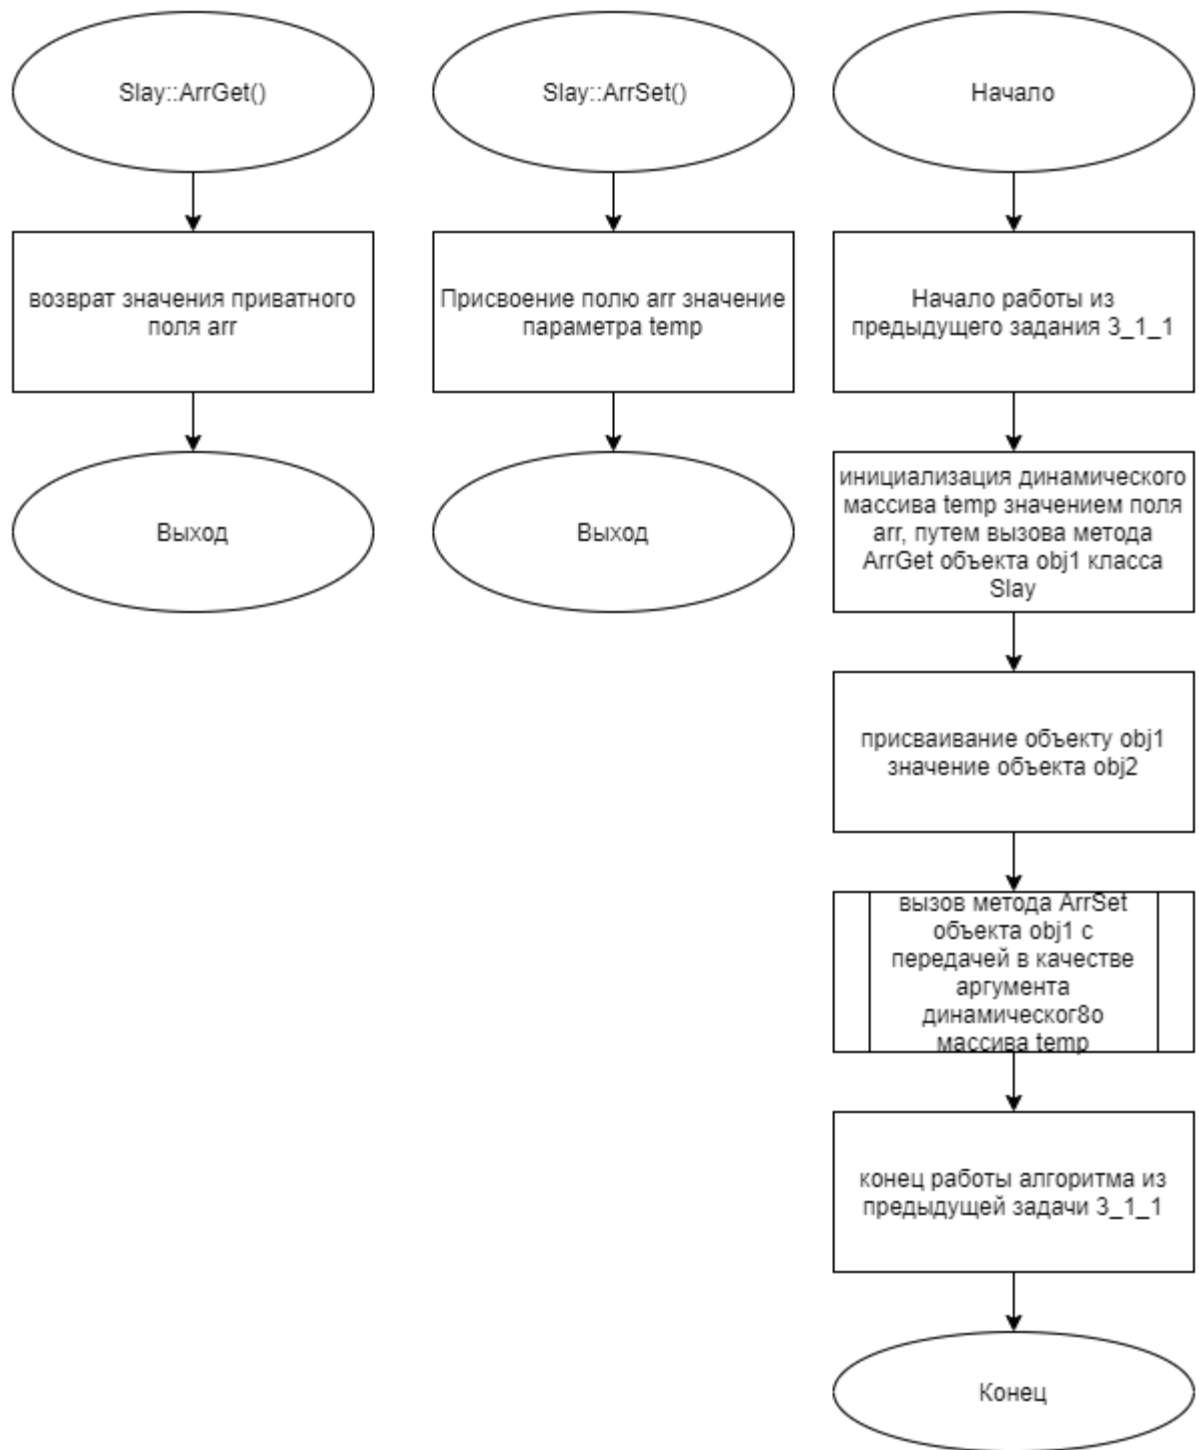 Slay::ArrGet()
возврат значения приватного
поля arr
Выход
Slay::ArrSet()
Присвоение полю arr значение
параметра temp
Выход
Начало
Начало работы из
предыдущего задания 3_1_1
инициализация динамического
массива temp значением поля
arr, путем вызова метода
ArrGet объекта obj1 класса
Slay
присваивание объекту obj1
значение объекта obj2
вызов метода ArrSet
объекта obj1 с
передачей в качестве
аргумента
динамическог8о
массива temp
конец работы алгоритма из
предыдущей задачи 3_1_1
Конец